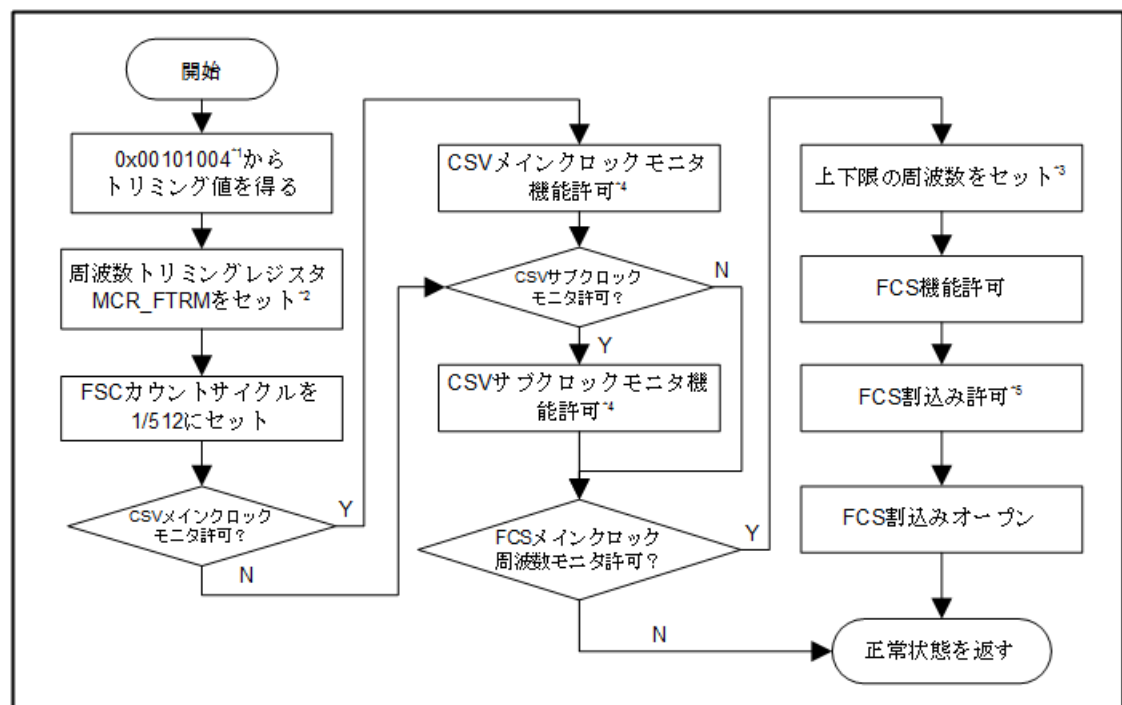 開始
0x00101004*1から
トリミング値を得る
周波数トリミングレジスタ
MCR_FTRMをセット*2
FSCカウントサイクルを
1/512にセット
CSVメインクロック
モニタ許可?
Y
N
CSVメインクロックモニタ
機能許可*4
CSVサブクロック
モニタ許可?
N
Y
CSVサブクロックモニタ機
能許可*4
FCSメインクロック
周波数モニタ許可?
Y
N
上下限の周波数をセット*3
FCS機能許可
FCS割込み許可*5
FCS割込みオープン
正常状態を返す